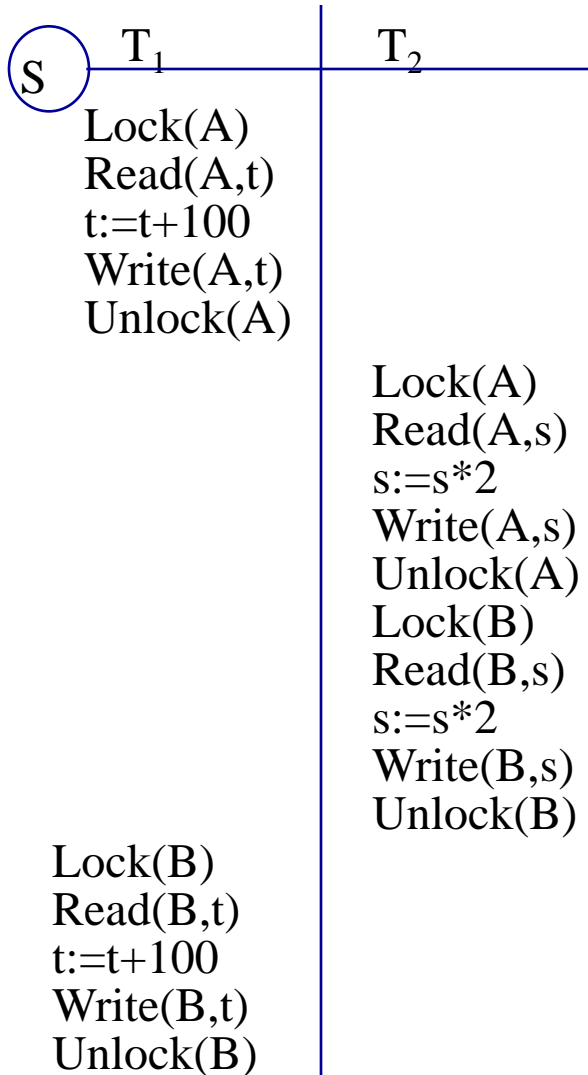 S T₁ T₂
Lock(A)
Read(A,t)
t:=t+100
Write(A,t)
Unlock(A)
Lock(A)
Read(A,s)
s:=s*2
Write(A,s)
Unlock(A)
Lock(B)
Read(B,s)
s:=s*2
Write(B,s)
Unlock(B)
Lock(B)
Read(B,t)
t:=t+100
Write(B,t)
Unlock(B)